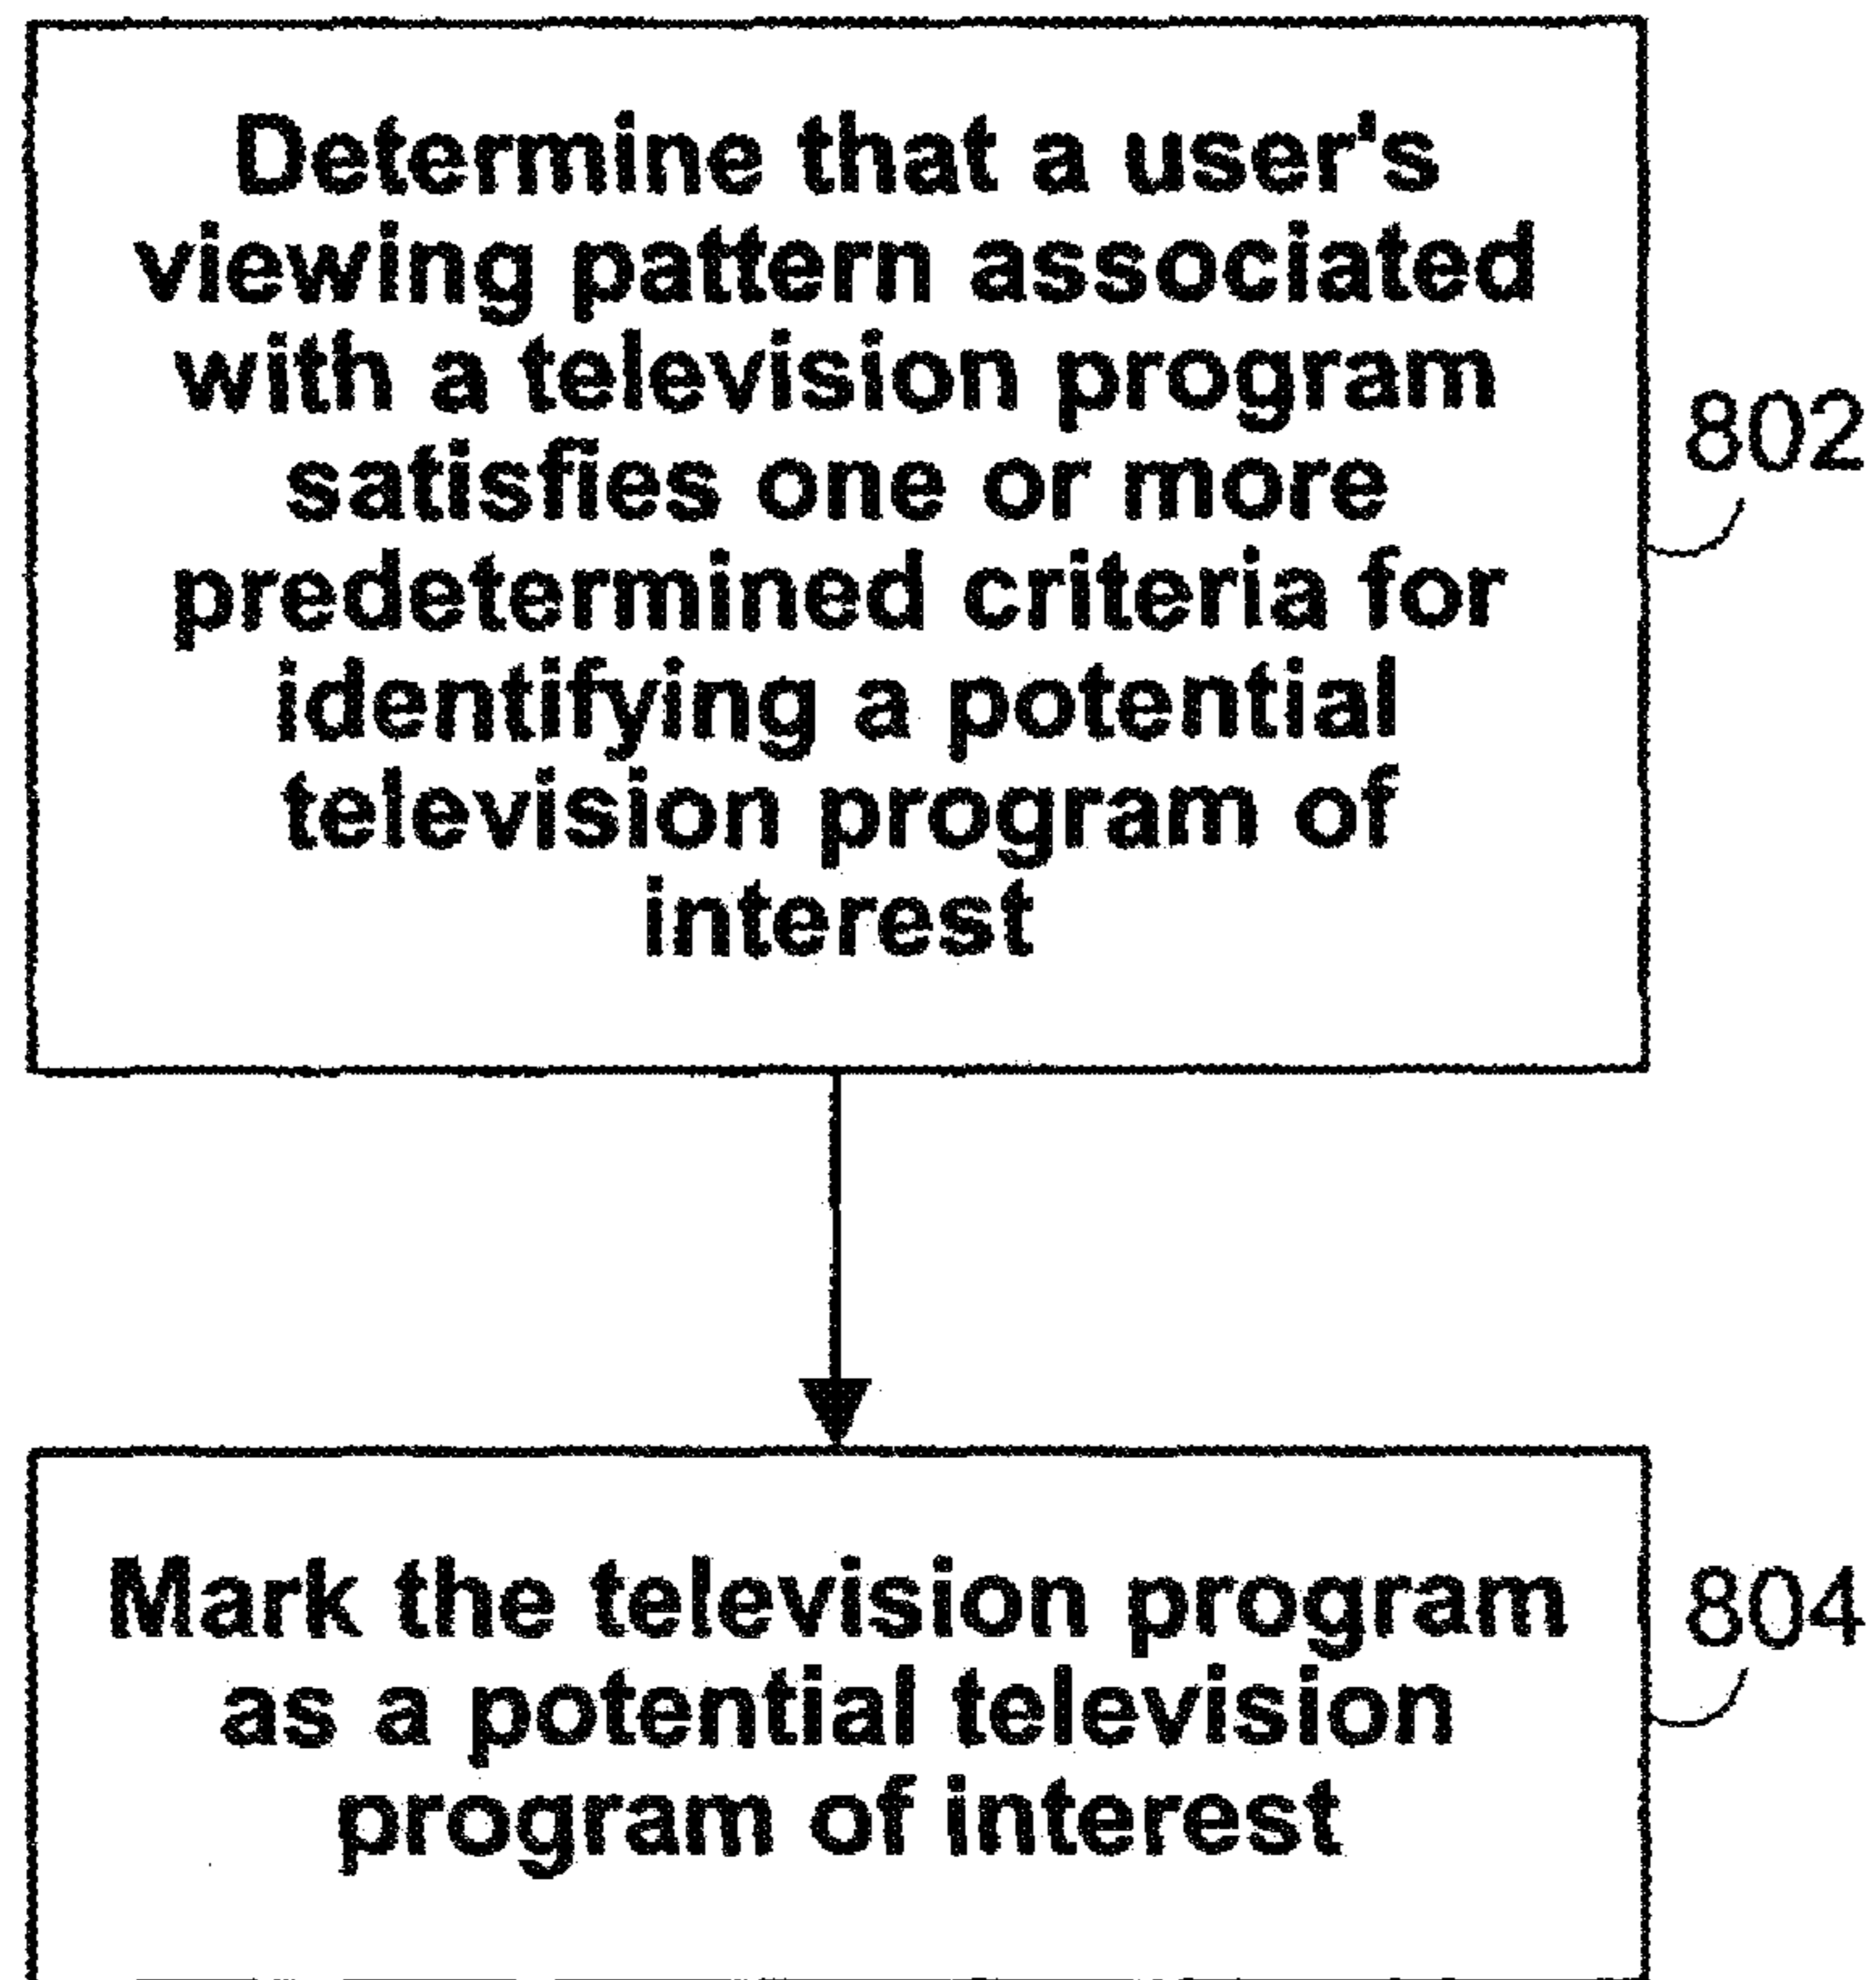 Determine that a user's
viewing pattern associated
with a television program
satisfies one or more
predetermined criteria for
identifying a potential
television program of
interest
802
Mark the television program
as a potential television
program of interest
804